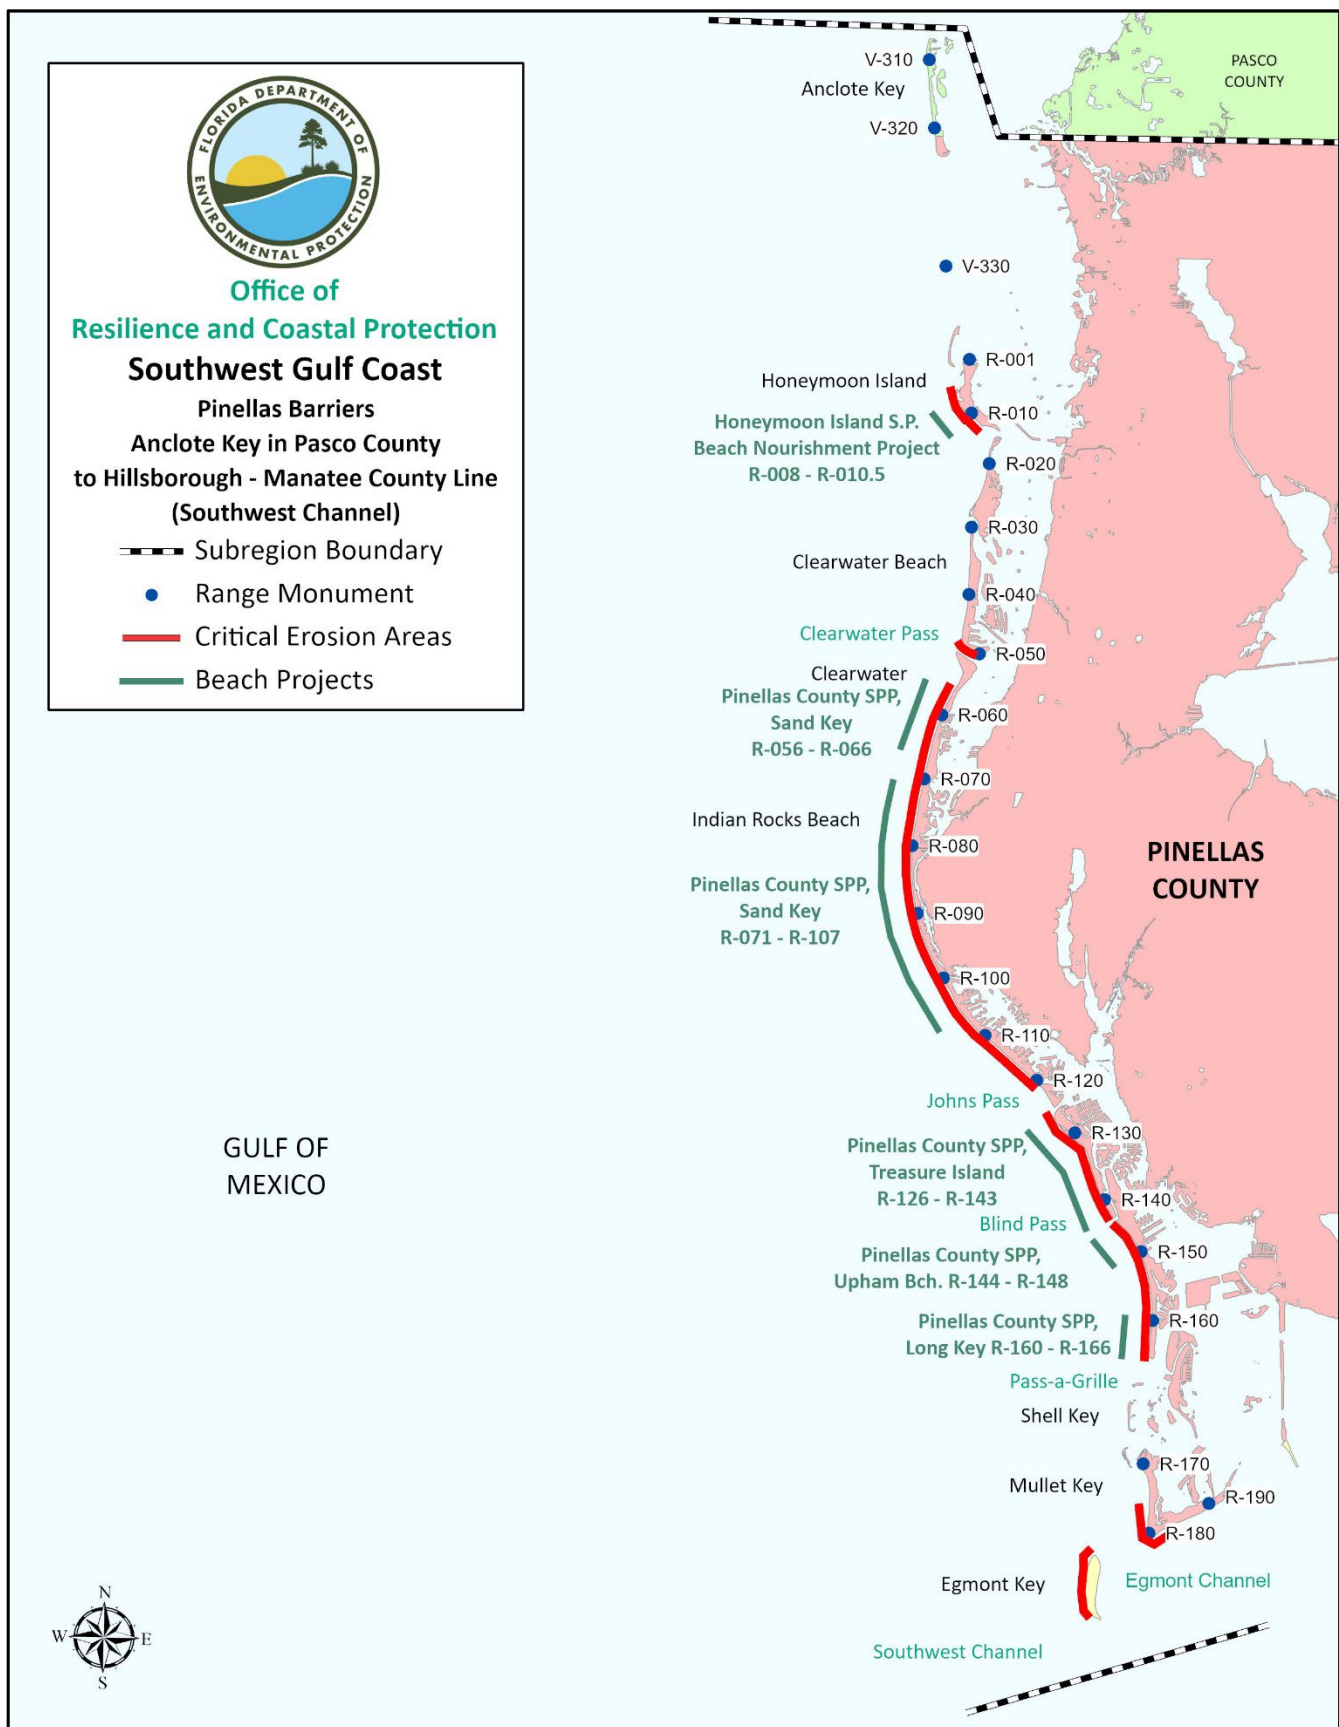 FLORIDA DEPARTMENT OF
ENVIRONMENTAL PROTECTION
Office of
Resilience and Coastal Protection
Southwest Gulf Coast
Pinellas Barriers
Anclote Key in Pasco County
to Hillsborough - Manatee County Line
(Southwest Channel)
Subregion Boundary
Range Monument
Critical Erosion Areas
Beach Projects
PASCO
COUNTY
V-310
Anclote Key
V-320
V-330
R-001
Honeymoon Island
R-010
Honeymoon Island S.P.
Beach Nourishment Project
R-008 - R-010.5
R-020
R-030
Clearwater Beach
R-040
Clearwater Pass
R-050
Clearwater
Pinellas County SPP,
Sand Key
R-056 - R-066
R-060
R-070
Indian Rocks Beach
R-080
PINELLAS
COUNTY
Pinellas County SPP,
Sand Key
R-071 - R-107
R-090
R-100
R-110
R-120
Johns Pass
R-130
GULF OF
MEXICO
Pinellas County SPP,
Treasure Island
R-126 - R-143
R-140
Blind Pass
R-150
Pinellas County SPP,
Upham Bch. R-144 - R-148
Pinellas County SPP,
Long Key R-160 - R-166
R-160
Pass-a-Grille
Shell Key
R-170
Mullet Key
R-190
R-180
Egmont Key
Egmont Channel
Southwest Channel
N
W
E
S